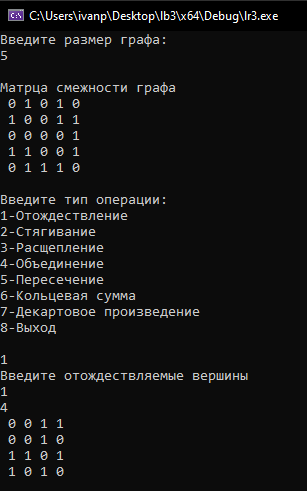 C:\Users\ivanp\Desktop\lb3\x64\Debug\lr3.exe
Введите размер графа:
5
Матрца смежности графа
0 1 0 1 0
1 0 0 1 1
0 0 0 0 1
1 1 0 0 1
0 1 1 1 0
Введите тип операции:
1-Отождествление
2-Стягивание
3-Расщепление
4-Объединение
5-Пересечение
6-Кольцевая сумма
7-Декартовое произведение
8-Выход
1
Введите отождествляемые вершины
1
4
0 0 1 1
0 0 1 0
1 1 0 1
1 0 1 0